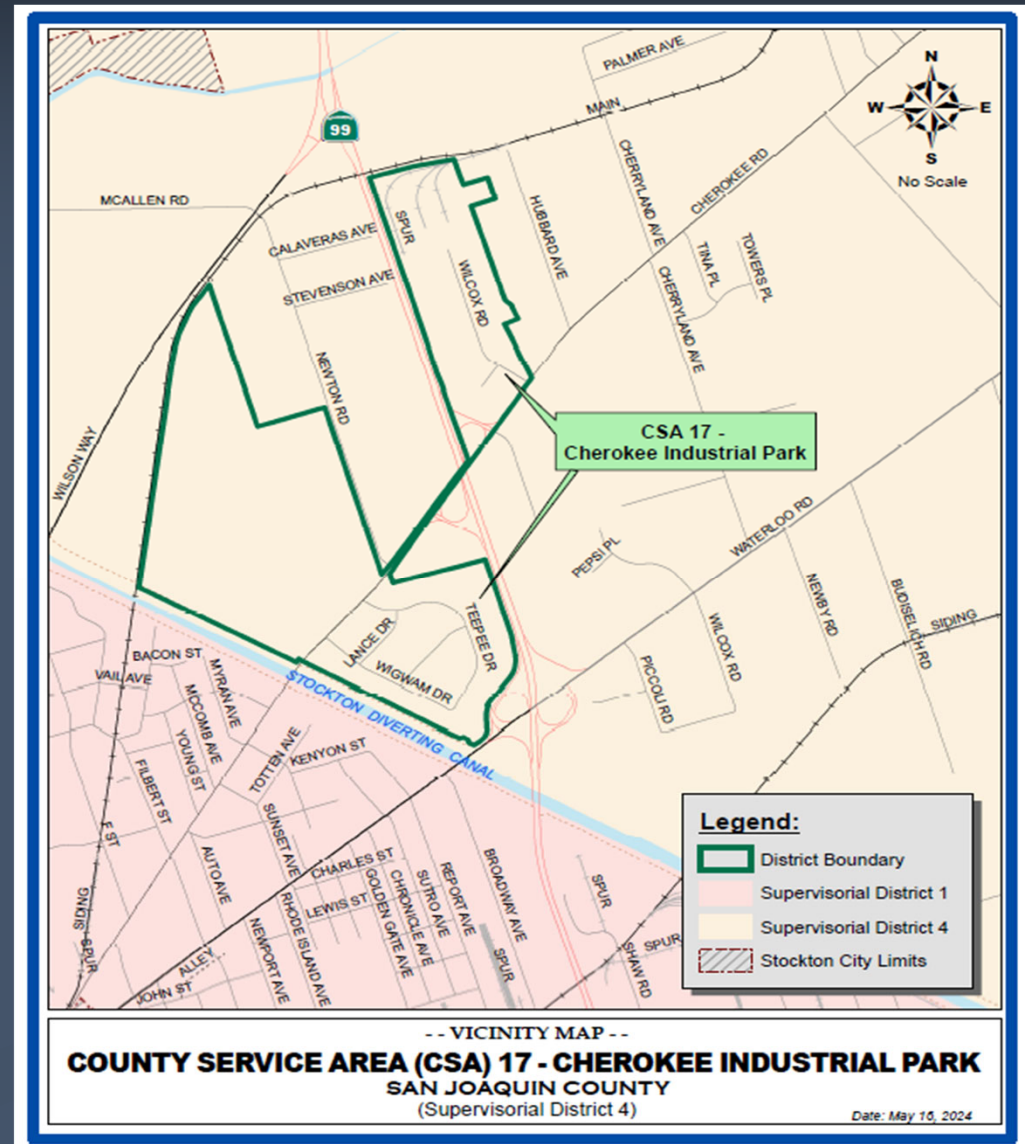 PALMER AVE
MAIN
99
N
W
E
S
No Scale
CHERRYLAND AVE
CHEROKEE RD
MCALLEN RD
CALAVERAS AVE
SPUR
HUBBARD AVE
TINA PL
TOWERS PL
STEVENSON AVE
WILCOX RD
CHERRYLAND AVE
NEWTON RD
CSA 17 -
Cherokee Industrial Park
WILSON WAY
WATERLOO RD
PEPSI PL
NEWBY RD
BUDISELICH RD
SIDING
LANCE DR
TEEPEE DR
WIGWAM DR
WILCOX RD
PICCOLI RD
BACON ST
VAIL AVE
MYRAN AVE
MCCOMB AVE
YOUNG ST
STOCKTON DIVERTING CANAL
TOTTEN AVE
KENYON ST
FILBERT ST
F ST
AUTO AVE
SUNSET AVE
CHARLES ST
LEWIS ST
RHODE ISLAND AVE
GOLDEN GATE AVE
CHRONICLE AVE
SUTRO AVE
REPORT AVE
BROADWAY AVE
SIDING
SPUR
ALLEY
JOHN ST
NEWPORT AVE
SPUR
SPUR
SHAW RD
SPUR
Legend:
District Boundary
Supervisorial District 1
Supervisorial District 4
Stockton City Limits
- - VICINITY MAP - -
COUNTY SERVICE AREA (CSA) 17 - CHEROKEE INDUSTRIAL PARK
SAN JOAQUIN COUNTY
(Supervisorial District 4)
Date: May 16, 2024